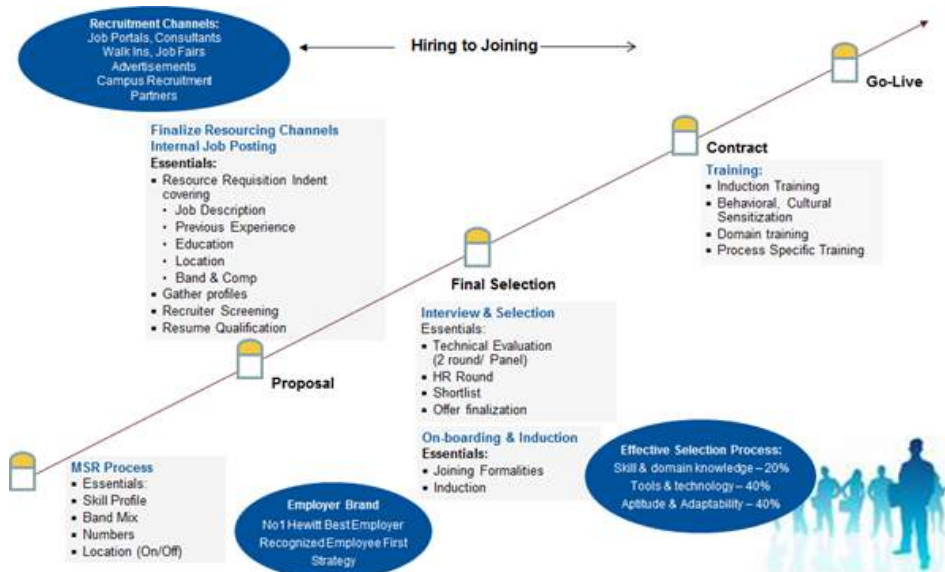 Recruitment Channels:
Job Portals, Consultants
Walk Ins, Job Fairs
Advertisements
Campus Recruitment
Partners
Hiring to Joining
Go-Live
Contract
Training:
▪ Induction Training
▪ Behavioral, Cultural
Sensitization
▪ Domain training
▪ Process Specific Training
Finalize Resourcing Channels
Internal Job Posting
Essentials:
▪ Resource Requisition Indent
covering
• Job Description
• Previous Experience
• Education
• Location
• Band & Comp
▪ Gather profiles
▪ Recruiter Screening
▪ Resume Qualification
Final Selection
Interview & Selection
Essentials:
▪ Technical Evaluation
(2 round/ Panel)
▪ HR Round
▪ Shortlist
▪ Offer finalization
Proposal
On-boarding & Induction
Essentials:
▪ Joining Formalities
▪ Induction
Effective Selection Process:
Skill & domain knowledge – 20%
Tools & technology – 40%
Aptitude & Adaptability – 40%
MSR Process
▪ Essentials:
▪ Skill Profile
▪ Band Mix
▪ Numbers
▪ Location (On/Off)
Employer Brand
No1 Hewitt Best Employer
Recognized Employee First
Strategy